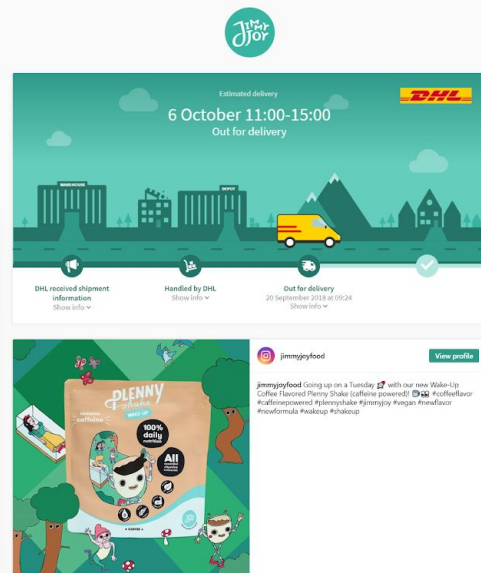 JIMMY
JOY
Estimated delivery
DHL
6 October 11:00-15:00
Out for delivery
WAREHOUSE
DEPOT
DHL received shipment
information
Show info
Handled by DHL
Show info
Out for delivery
20 September 2018 at 09:24
Show info
jimmyjoyfood
View profile
jimmyjoyfood Going up on a Tuesday 🚀 with our new Wake-Up
Coffee Flavored Plenny Shake (caffeine powered)! #coffeeflavor
#caffeinepowered #plennyshake #jimmyjoy #vegan #newflavor
#newformula #wakeup #shakeup
PLENNY
shake
WAKE-UP
caffeine
100%
daily
nutrition
All
COFFEE